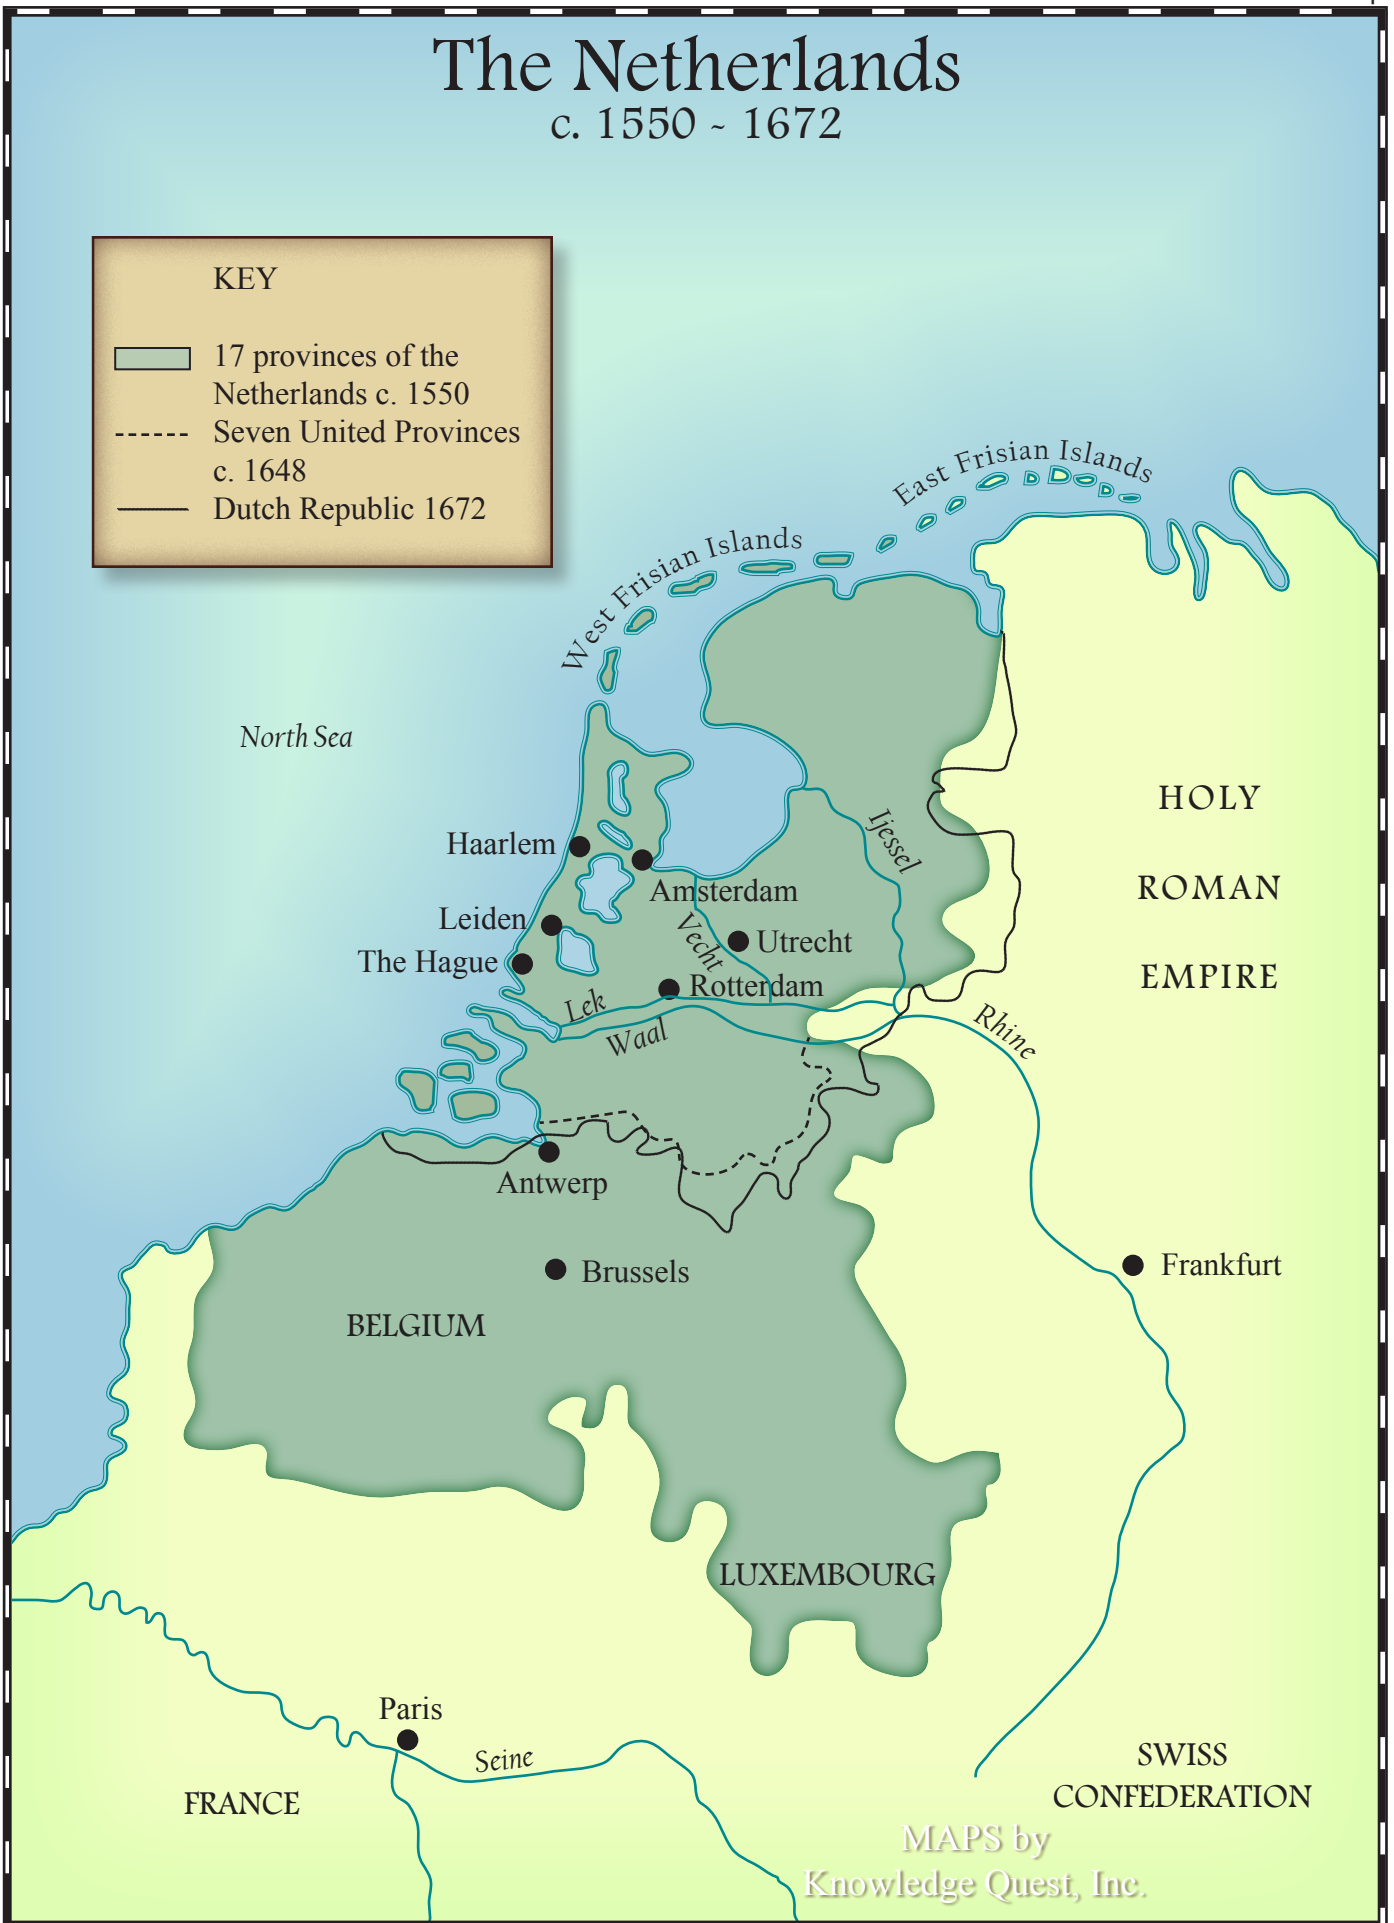 The Netherlands
c. 1550 ~ 1672
KEY
17 provinces of the
Netherlands c. 1550
Seven United Provinces
c. 1648
Dutch Republic 1672
East Frisian Islands
West Frisian Islands
North Sea
HOLY
ROMAN
EMPIRE
Ijessel
Haarlem
Amsterdam
Leiden
Vecht
Utrecht
The Hague
Rotterdam
Lek
Waal
Rhine
Antwerp
Brussels
Frankfurt
BELGIUM
LUXEMBOURG
Paris
Seine
FRANCE
SWISS
CONFEDERATION
MAPS by
Knowledge Quest, Inc.